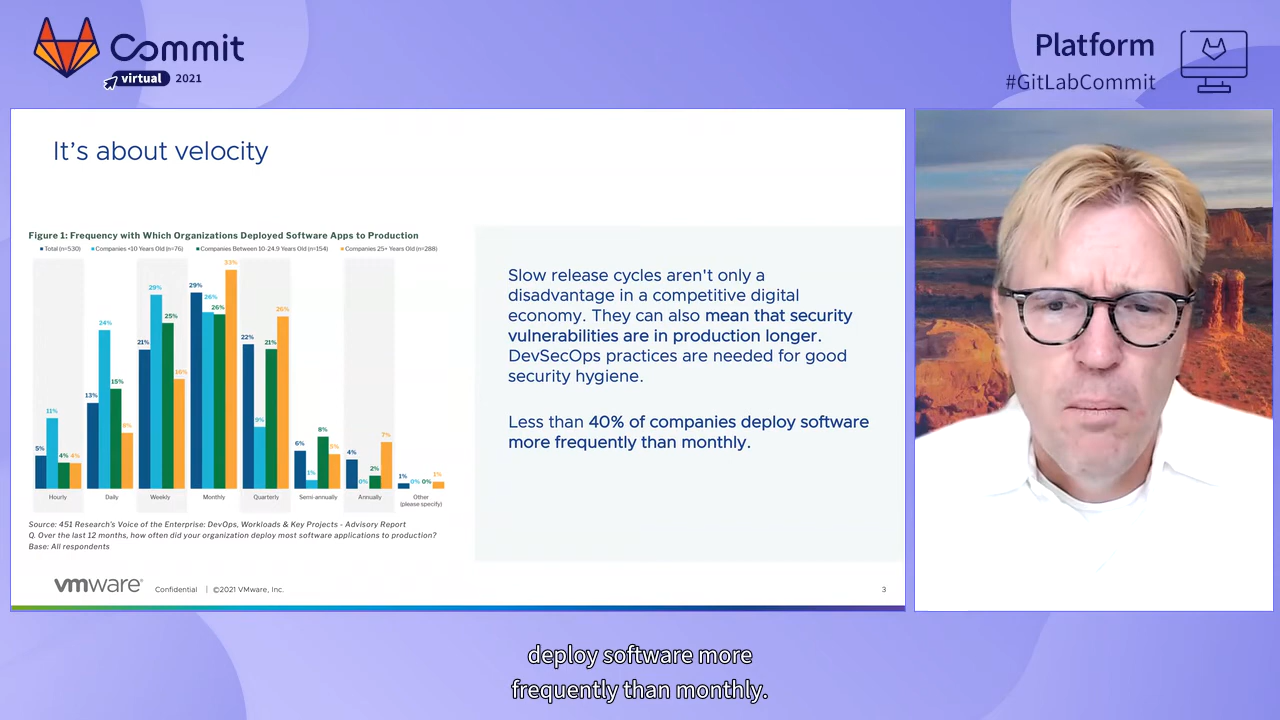 Commit
virtual 2021
Platform
#GitLabCommit
It's about velocity
Figure 1: Frequency with Which Organizations Deployed Software Apps to Production
Total (n=530) Companies <10 Years Old (n=76) Companies Between 10-24.9 Years Old (n=154) Companies 25+ Years Old (n=288)
5% 11% 4% 4%
13% 24% 15% 8%
21% 29% 25% 16%
29% 26% 26% 33%
22% 9% 21% 26%
6% 1% 8% 5%
4% 0% 2% 7%
1% 0% 0% 1%
Hourly Daily Weekly Monthly Quarterly Semi-annually Annually Other
(please specify)
Source: 451 Research's Voice of the Enterprise: DevOps, Workloads & Key Projects - Advisory Report
Q. Over the last 12 months, how often did your organization deploy most software applications to production?
Base: All respondents
Slow release cycles aren't only a
disadvantage in a competitive digital
economy. They can also mean that security
vulnerabilities are in production longer.
DevSecOps practices are needed for good
security hygiene.
Less than 40% of companies deploy software
more frequently than monthly.
vmware® Confidential | ©2021 VMware, Inc.
3
deploy software more
frequently than monthly.